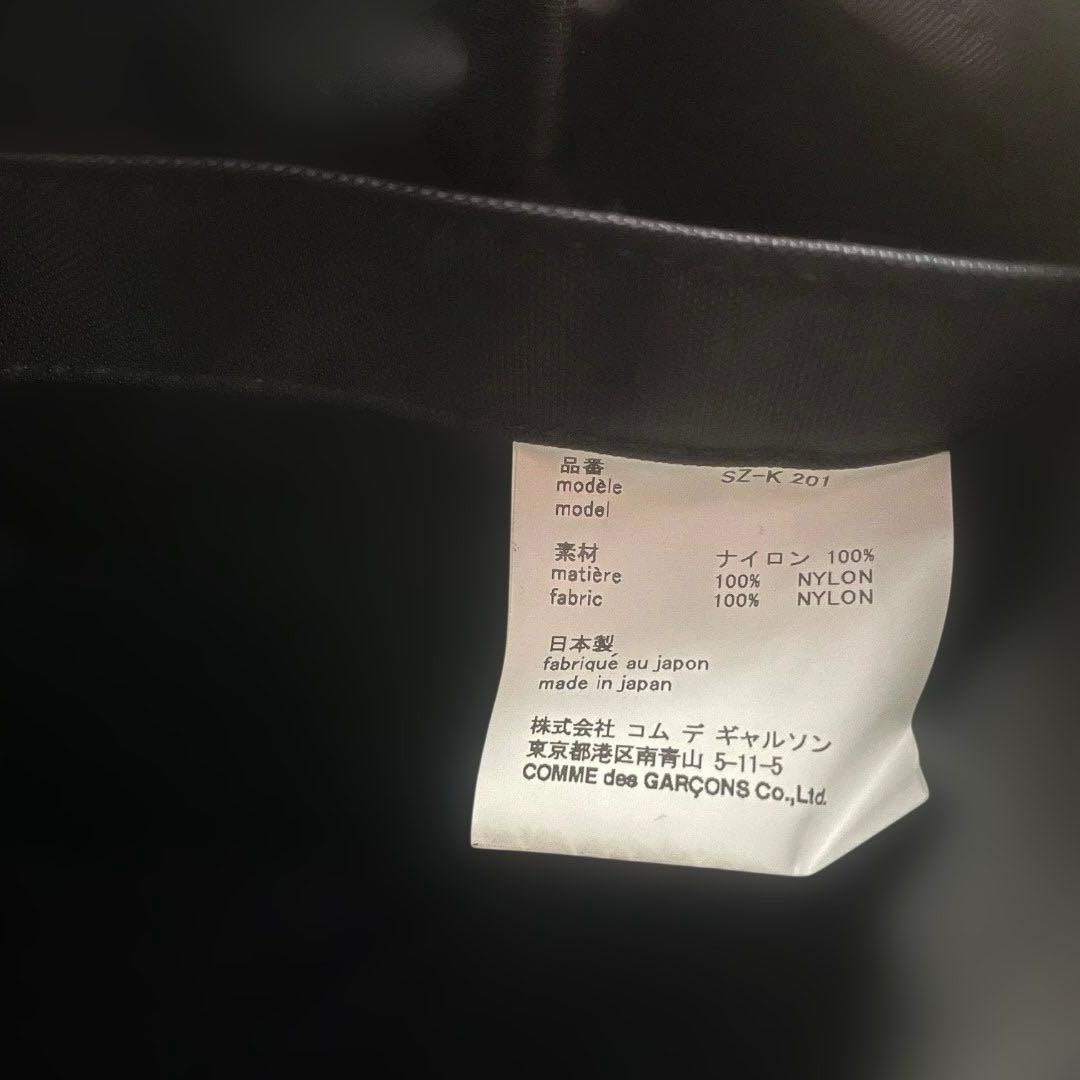 品番 SZ-K 201
modèle
model
素材 ナイロン 100%
matière 100% NYLON
fabric 100% NYLON
日本製
fabriqué au japon
made in japan
株式会社 コム デ ギャルソン
東京都港区南青山 5-11-5
COMME des GARÇONS Co.,Ltd.